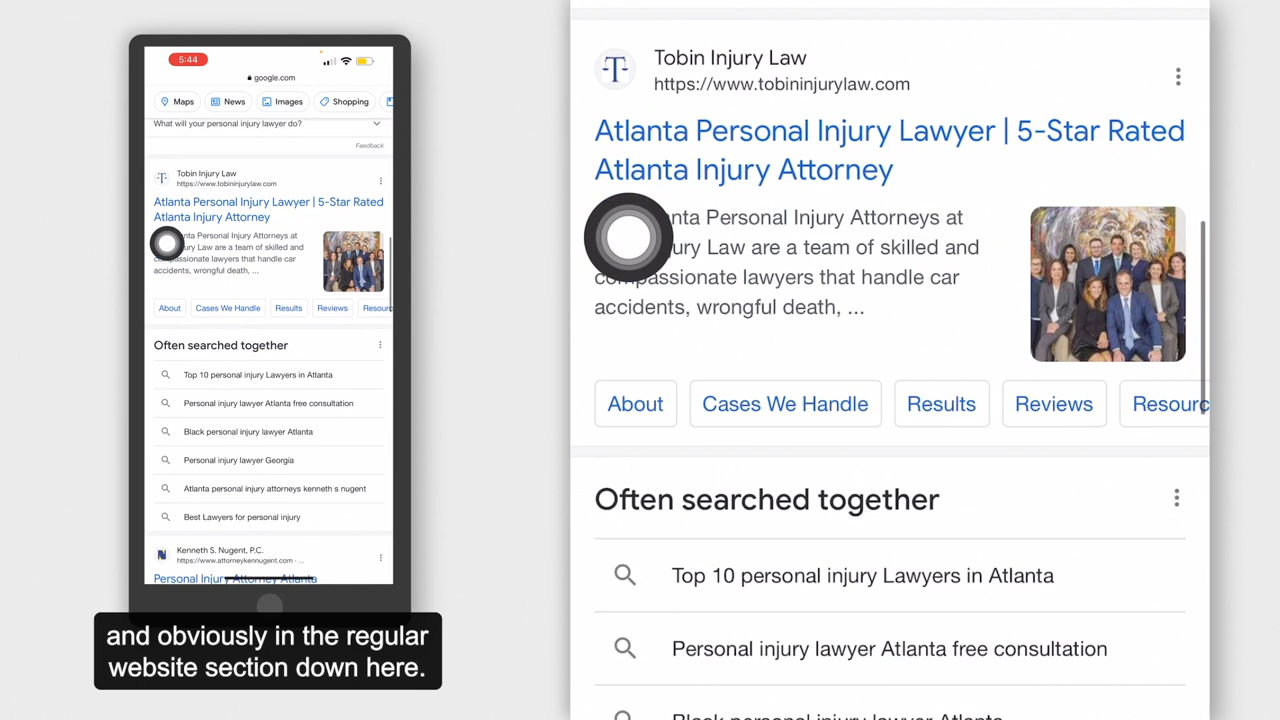 5:44
google.com
Maps
News
Images
Shopping
What will your personal injury lawyer do?
Feedback
Tobin Injury Law
https://www.tobininjurylaw.com
Atlanta Personal Injury Lawyer | 5-Star Rated
Atlanta Injury Attorney
nta Personal Injury Attorneys at
ury Law are a team of skilled and
passionate lawyers that handle car
accidents, wrongful death, ...
About
Cases We Handle
Results
Reviews
Resour
Often searched together
Top 10 personal injury Lawyers in Atlanta
Personal injury lawyer Atlanta free consultation
Black personal injury lawyer Atlanta
Personal injury lawyer Georgia
Atlanta personal injury attorneys kenneth s nugent
Best Lawyers for personal injury
Kenneth S. Nugent, P.C.
https://www.attorneykennugent.com › ...
Personal Injury Attorney Atlanta
and obviously in the regular
website section down here.
Tobin Injury Law
https://www.tobininjurylaw.com
Atlanta Personal Injury Lawyer | 5-Star Rated
Atlanta Injury Attorney
nta Personal Injury Attorneys at
ury Law are a team of skilled and
compassionate lawyers that handle car
accidents, wrongful death, ...
About
Cases We Handle
Results
Reviews
Resourc
Often searched together
Top 10 personal injury Lawyers in Atlanta
Personal injury lawyer Atlanta free consultation
Black personal injury lawyer Atlanta